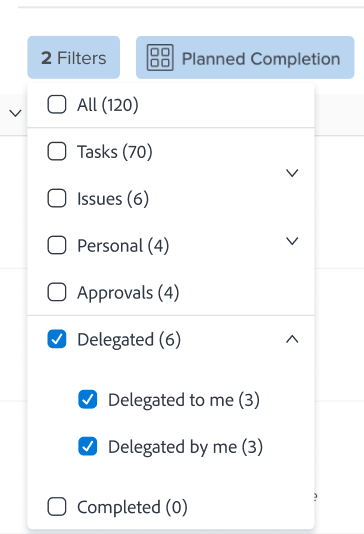 2 Filters
Planned Completion
All (120)
Tasks (70)
Issues (6)
Personal (4)
Approvals (4)
Delegated (6)
Delegated to me (3)
Delegated by me (3)
Completed (0)